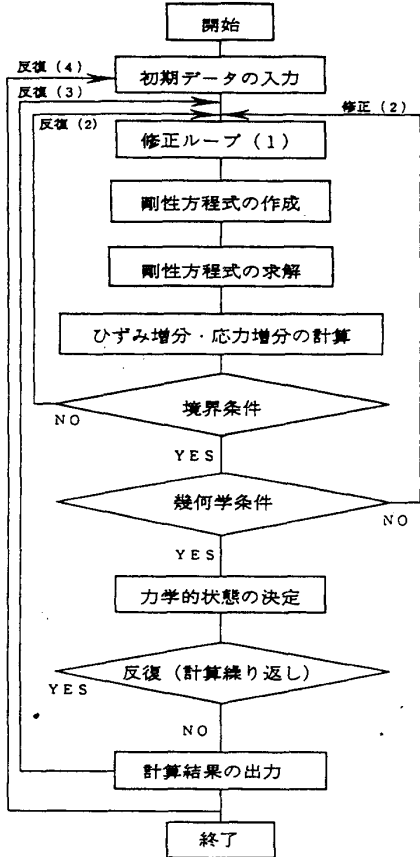 開始
反復(4)
初期データの入力
反復(3)
修正(2)
反復(2)
修正ループ(1)
剛性方程式の作成
剛性方程式の求解
ひずみ増分・応力増分の計算
境界条件
NO
YES
幾何学条件
NO
YES
力学的状態の決定
反復(計算繰り返し)
YES
NO
計算結果の出力
終了